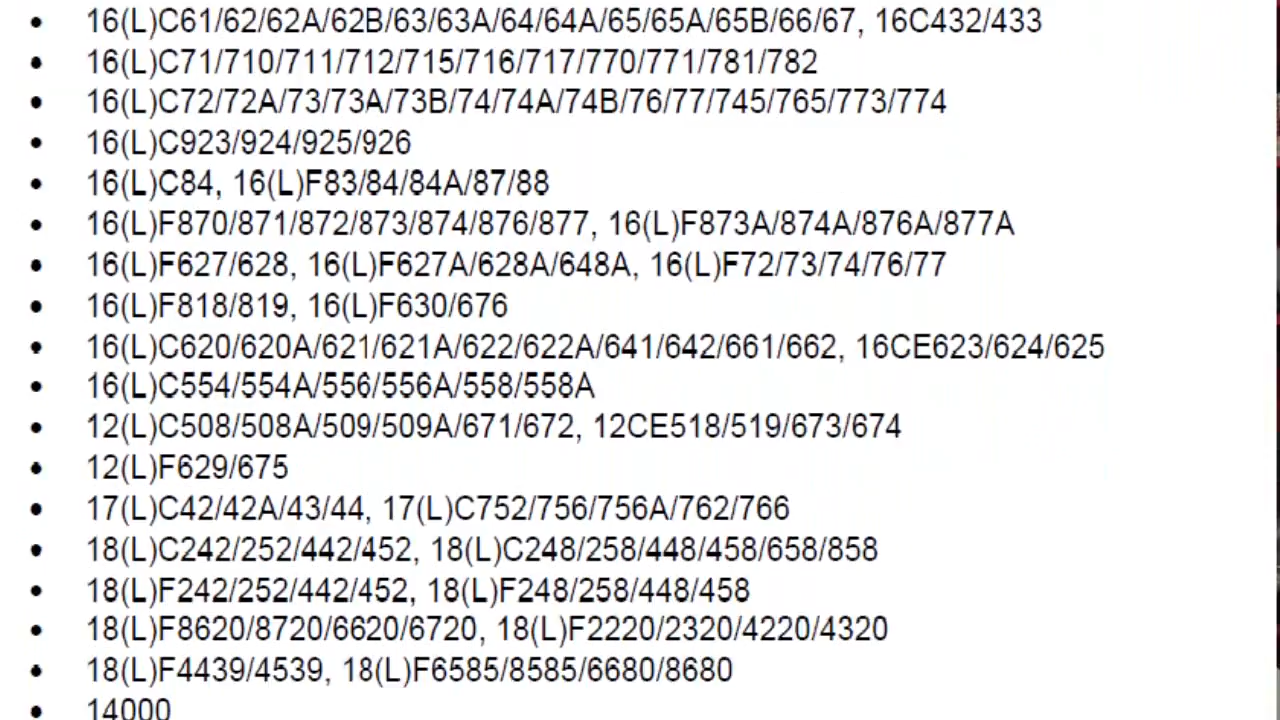 • 16(L)C61/62/62A/62B/63/63A/64/64A/65/65A/65B/66/67, 16C432/433
• 16(L)C71/710/711/712/715/716/717/770/771/781/782
• 16(L)C72/72A/73/73A/73B/74/74A/74B/76/77/745/765/773/774
• 16(L)C923/924/925/926
• 16(L)C84, 16(L)F83/84/84A/87/88
• 16(L)F870/871/872/873/874/876/877, 16(L)F873A/874A/876A/877A
• 16(L)F627/628, 16(L)F627A/628A/648A, 16(L)F72/73/74/76/77
• 16(L)F818/819, 16(L)F630/676
• 16(L)C620/620A/621/621A/622/622A/641/642/661/662, 16CE623/624/625
• 16(L)C554/554A/556/556A/558/558A
• 12(L)C508/508A/509/509A/671/672, 12CE518/519/673/674
• 12(L)F629/675
• 17(L)C42/42A/43/44, 17(L)C752/756/756A/762/766
• 18(L)C242/252/442/452, 18(L)C248/258/448/458/658/858
• 18(L)F242/252/442/452, 18(L)F248/258/448/458
• 18(L)F8620/8720/6620/6720, 18(L)F2220/2320/4220/4320
• 18(L)F4439/4539, 18(L)F6585/8585/6680/8680
• 14000